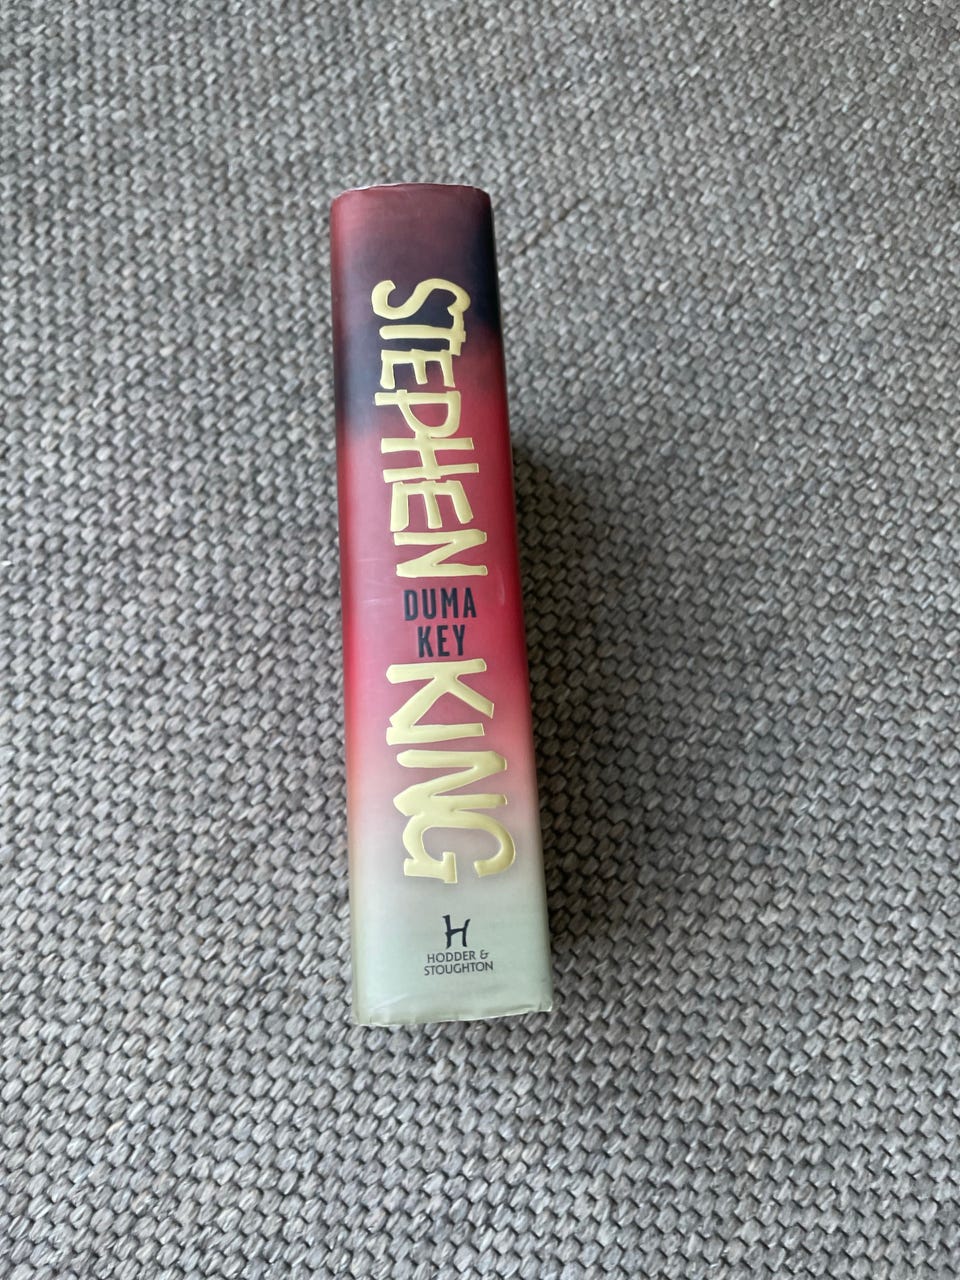 STEPHEN
DUMA
KEY
KING
H
HODDER &
STOUGHTON